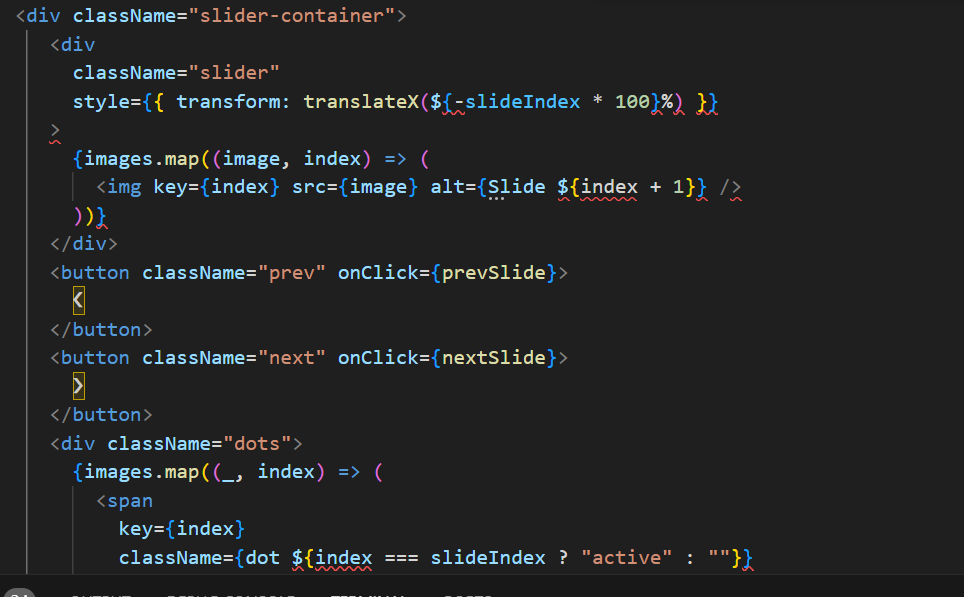 <div className="slider-container">
<div
className="slider"
style={{ transform: translateX(${-slideIndex * 100}%) }}
>
{images.map((image, index) => (
<img key={index} src={image} alt={Slide ${index + 1}} />
))}
</div>
<button className="prev" onClick={prevSlide}>
❮
</button>
<button className="next" onClick={nextSlide}>
❯
</button>
<div className="dots">
{images.map((_, index) => (
<span
key={index}
className={dot ${index === slideIndex ? "active" : ""}}